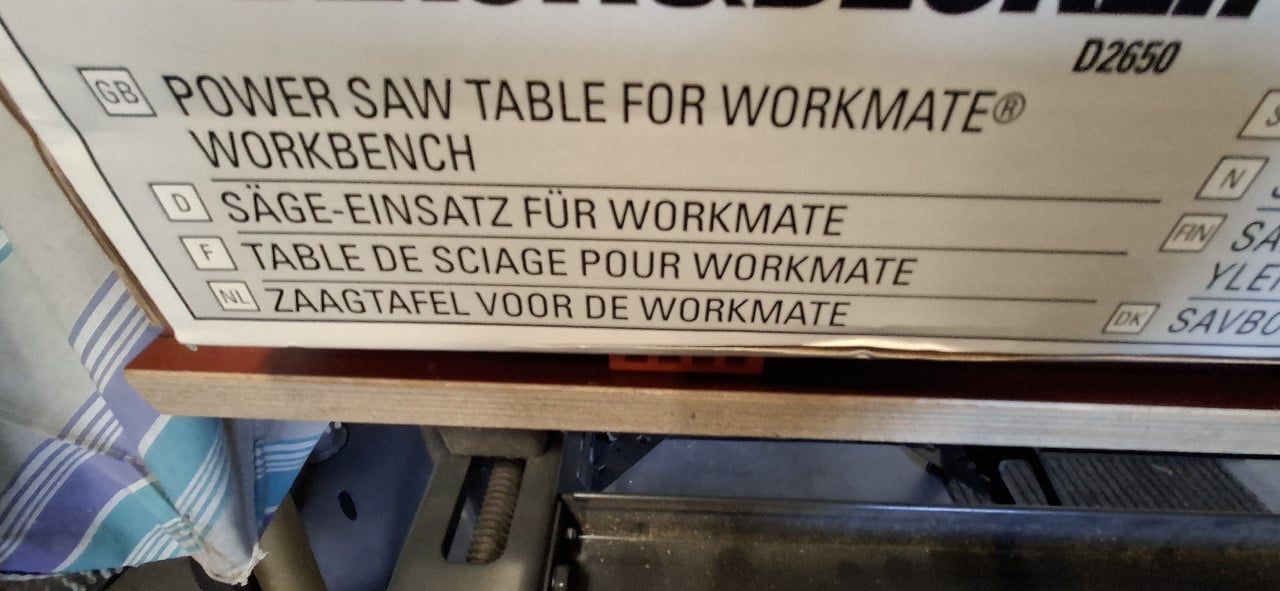 D2650
GB POWER SAW TABLE FOR WORKMATE®
WORKBENCH
D SÄGE-EINSATZ FÜR WORKMATE
F TABLE DE SCIAGE POUR WORKMATE
NL ZAAGTAFEL VOOR DE WORKMATE
N
FIN
DK